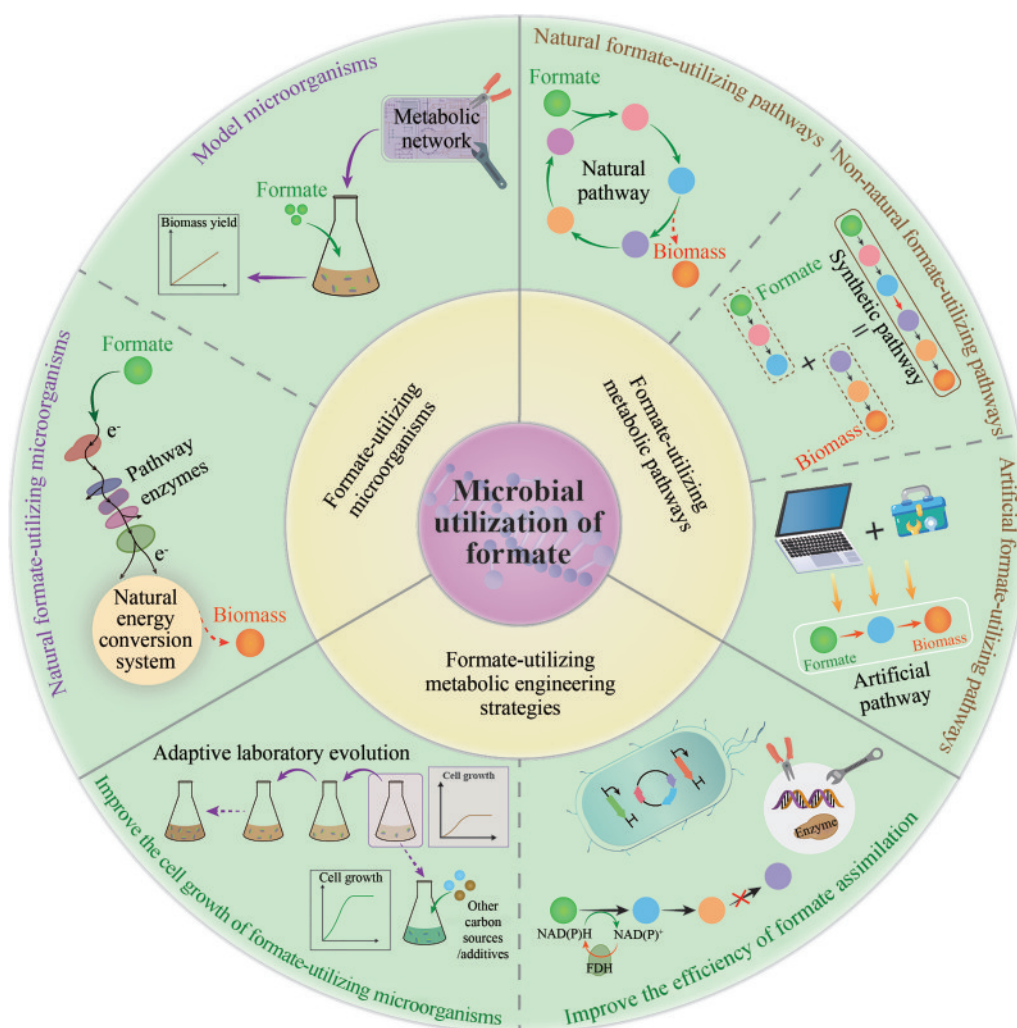 Microbial
utilization of
formate
Formate-utilizing
microorganisms
Formate-utilizing
metabolic pathways
Formate-utilizing
metabolic engineering
strategies
Model microorganisms
Metabolic
network
Formate
Biomass yield
Natural formate-utilizing microorganisms
Formate
e-
Pathway
enzymes
e-
Natural
energy
conversion
system
Biomass
Natural formate-utilizing pathways
Formate
Natural
pathway
Biomass
Non-natural formate-utilizing pathways
Formate
+
=
Synthetic pathway
Biomass
Artificial formate-utilizing pathways
+
Formate
Biomass
Artificial
pathway
Improve the cell growth of formate-utilizing microorganisms
Adaptive laboratory evolution
Cell growth
Cell growth
Other
carbon
sources
/additives
Improve the efficiency of formate assimilation
Enzyme
NAD(P)H
NAD(P)+
FDH